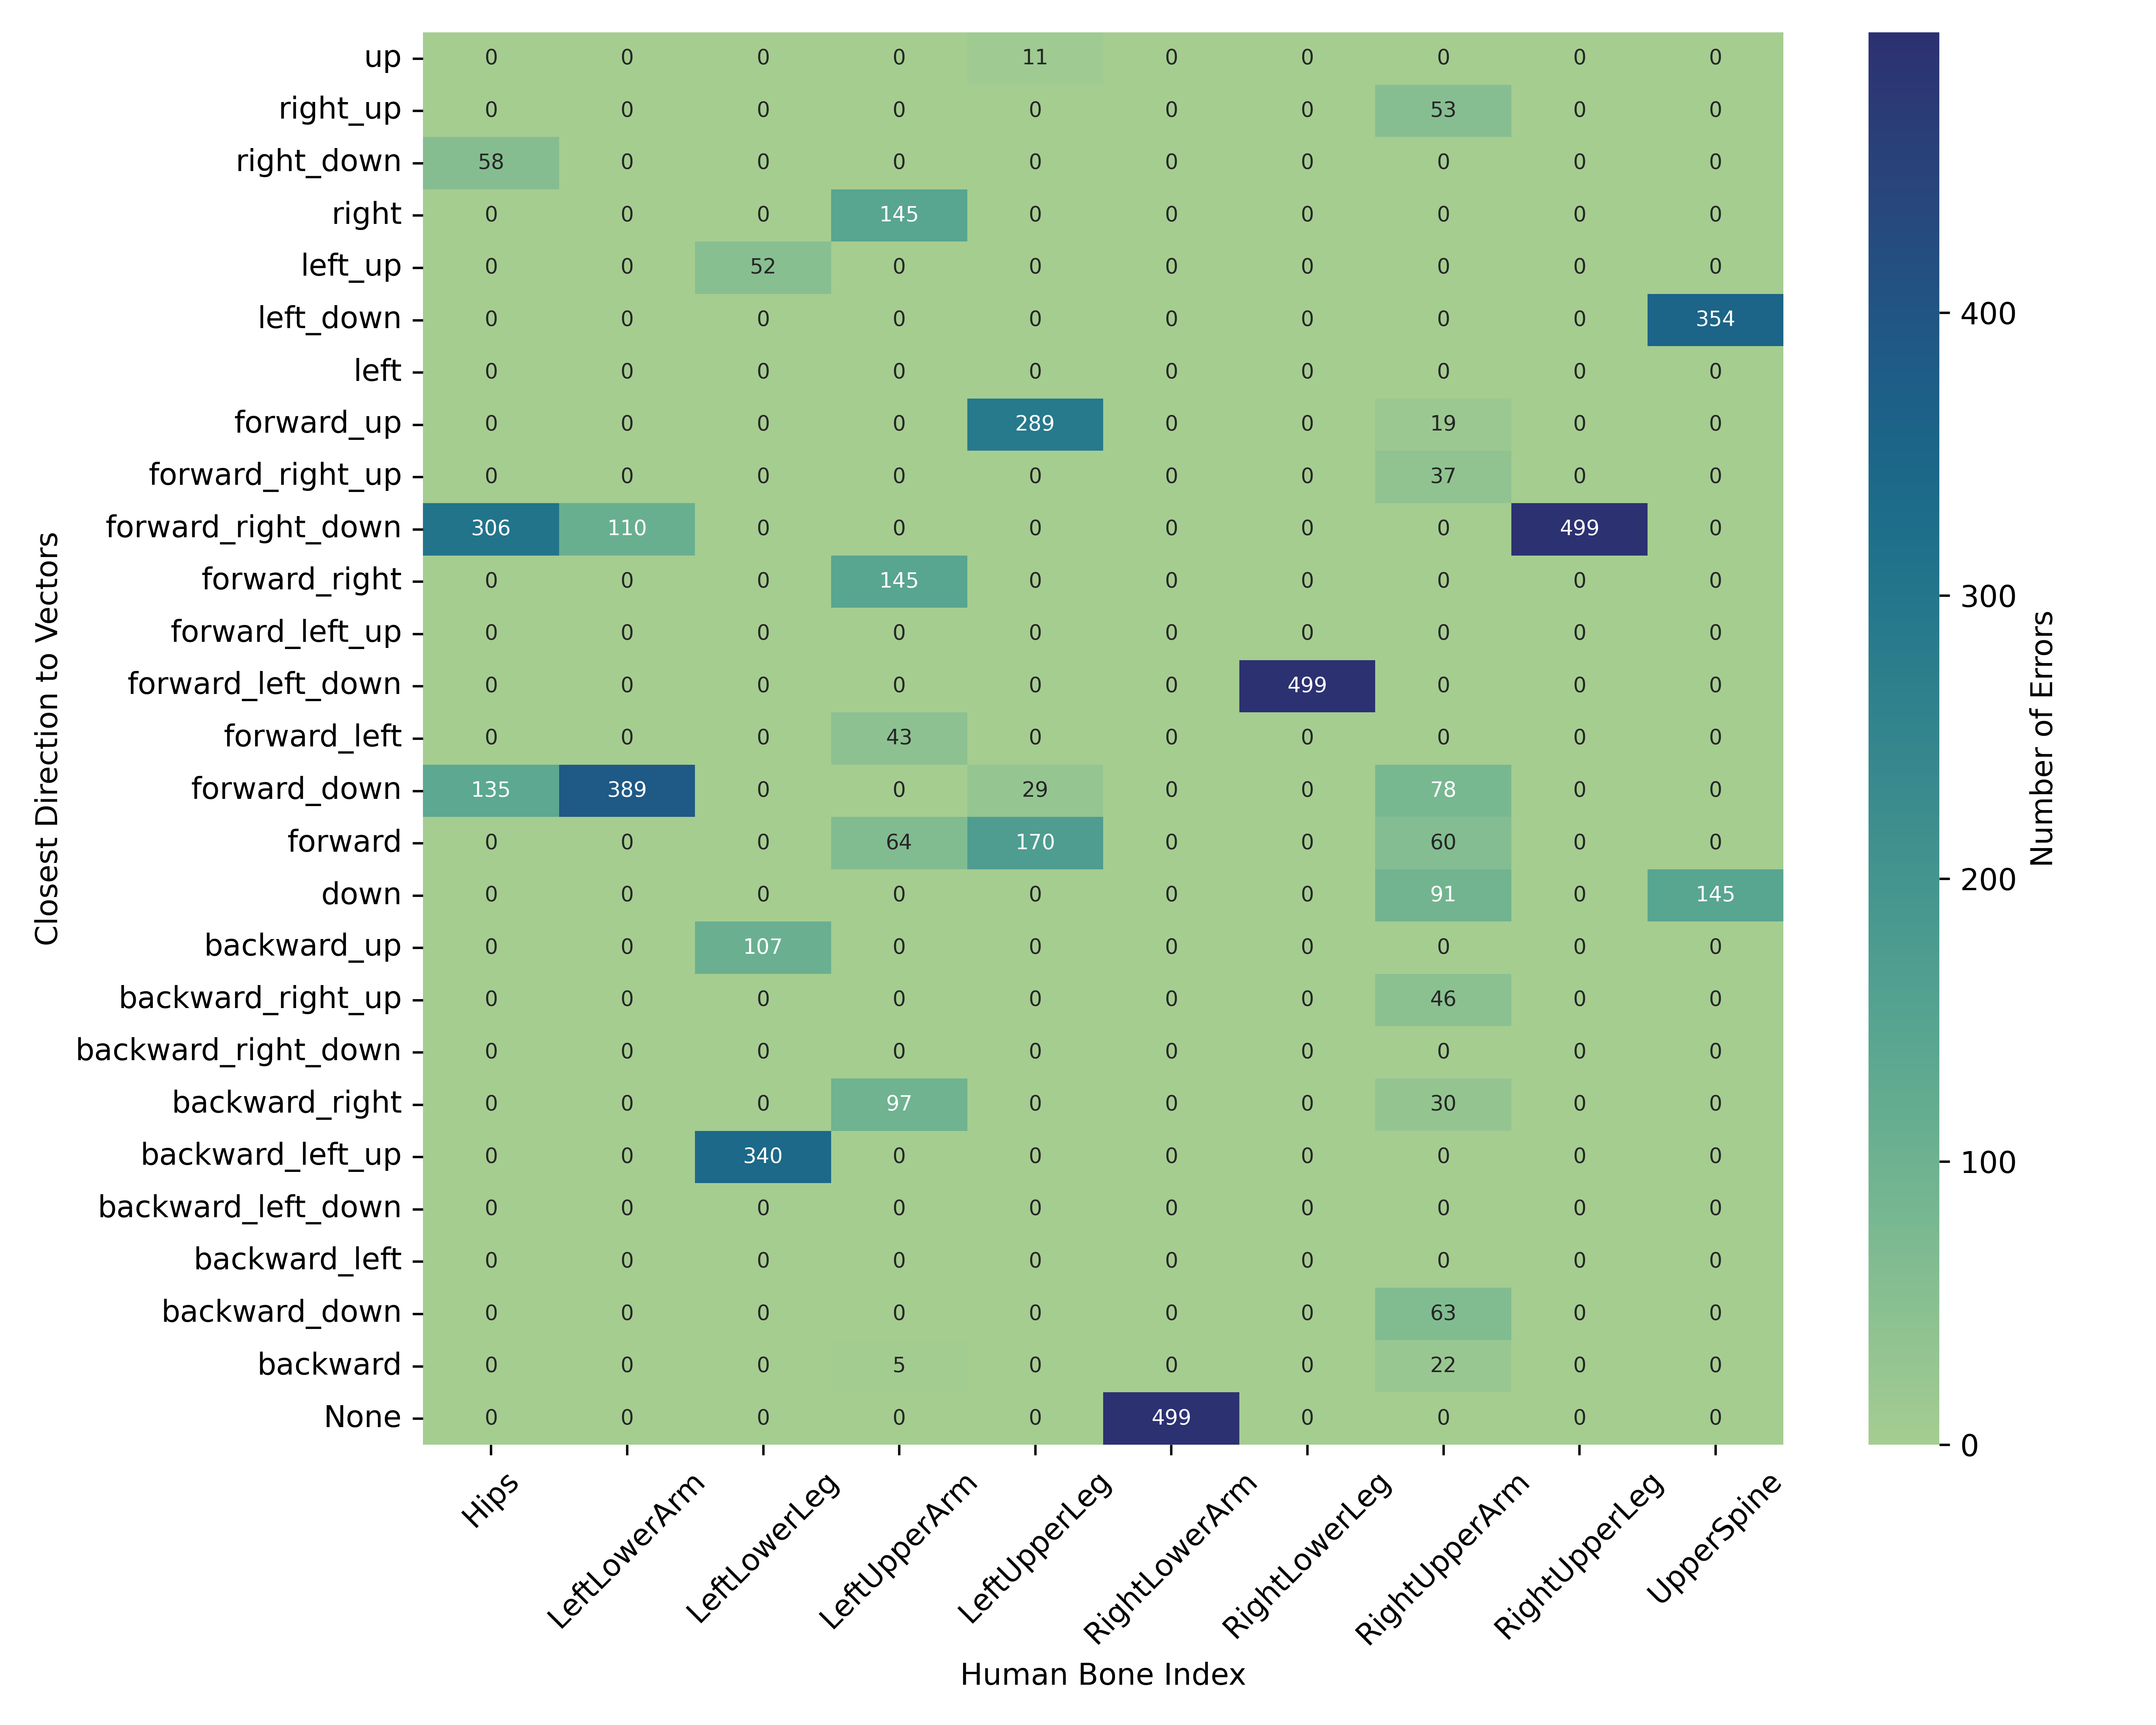 up 0 0 0 0 11 0 0 0 0 0
right_up 0 0 0 0 0 0 0 53 0 0
right_down 58 0 0 0 0 0 0 0 0 0
right 0 0 0 145 0 0 0 0 0 0
left_up 0 0 52 0 0 0 0 0 0 0
left_down 0 0 0 0 0 0 0 0 0 354
left 0 0 0 0 0 0 0 0 0 0
forward_up 0 0 0 0 289 0 0 19 0 0
forward_right_up 0 0 0 0 0 0 0 37 0 0
forward_right_down 306 110 0 0 0 0 0 0 499 0
forward_right 0 0 0 145 0 0 0 0 0 0
forward_left_up 0 0 0 0 0 0 0 0 0 0
forward_left_down 0 0 0 0 0 0 499 0 0 0
forward_left 0 0 0 43 0 0 0 0 0 0
forward_down 135 389 0 0 29 0 0 78 0 0
forward 0 0 0 64 170 0 0 60 0 0
down 0 0 0 0 0 0 0 91 0 145
backward_up 0 0 107 0 0 0 0 0 0 0
backward_right_up 0 0 0 0 0 0 0 46 0 0
backward_right_down 0 0 0 0 0 0 0 0 0 0
backward_right 0 0 0 97 0 0 0 30 0 0
backward_left_up 0 0 340 0 0 0 0 0 0 0
backward_left_down 0 0 0 0 0 0 0 0 0 0
backward_left 0 0 0 0 0 0 0 0 0 0
backward_down 0 0 0 0 0 0 0 63 0 0
backward 0 0 0 5 0 0 0 22 0 0
None 0 0 0 0 0 499 0 0 0 0
Hips LeftLowerArm LeftLowerLeg LeftUpperArm LeftUpperLeg RightLowerArm RightLowerLeg RightUpperArm RightUpperLeg UpperSpine
Human Bone Index
Closest Direction to Vectors
400
300
200
100
0
Number of Errors